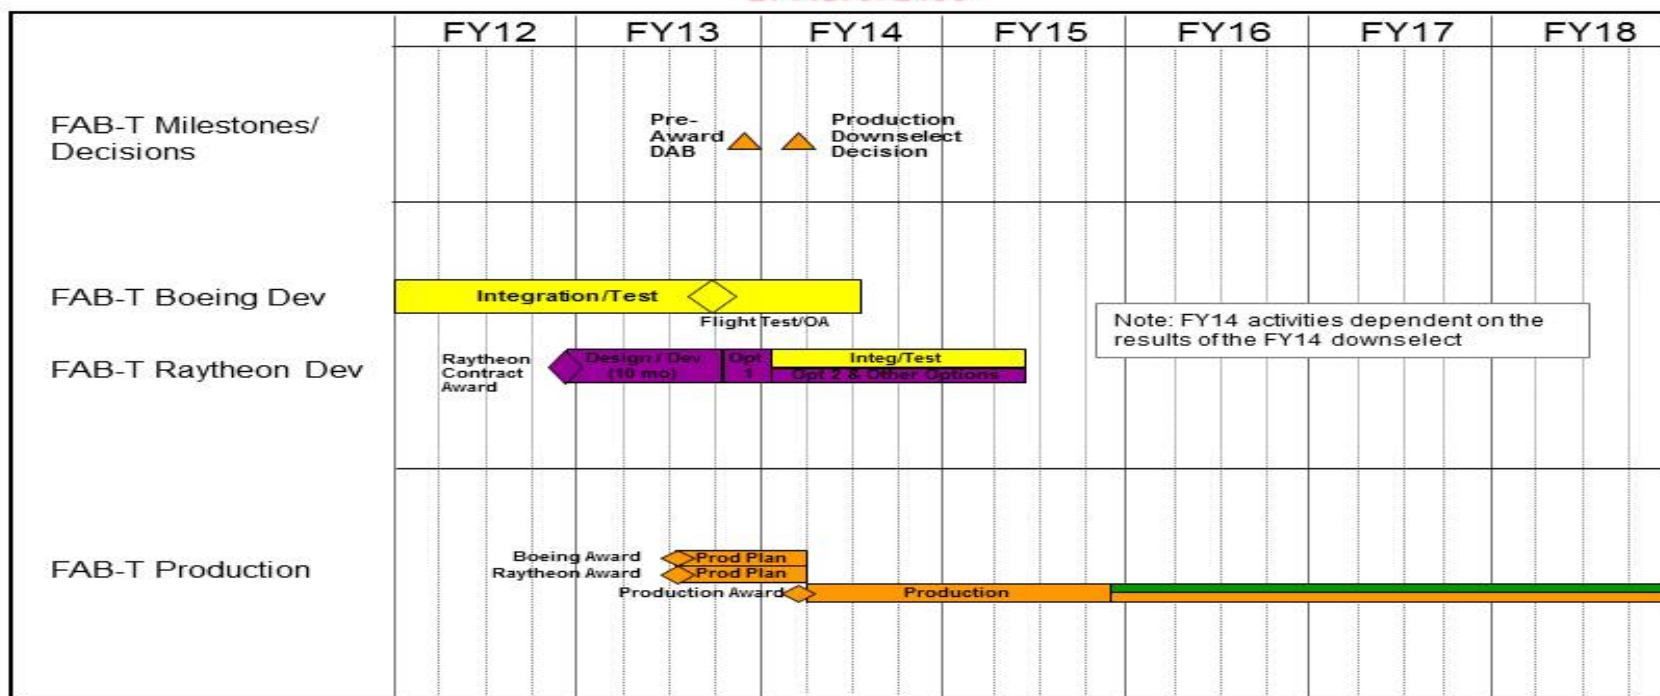 FY12 FY13 FY14 FY15 FY16 FY17 FY18
FAB-T Milestones/
Decisions
Pre-
Award
DAB
Production
Downselect
Decision
FAB-T Boeing Dev
Integration/Test
Flight Test/OA
Note: FY14 activities dependent on the
results of the FY14 downselect
FAB-T Raytheon Dev
Raytheon
Contract
Award
Design / Dev
(10 mo)
Opt
1
Integ/Test
Opt 2 & Other Options
FAB-T Production
Boeing Award
Prod Plan
Raytheon Award
Prod Plan
Production Award
Production